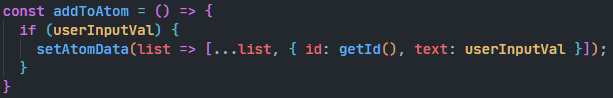 const addToAtom = () => {
  if (userInputVal) {
    setAtomData(list => [...list, { id: getId(), text: userInputVal }]);
  }
}